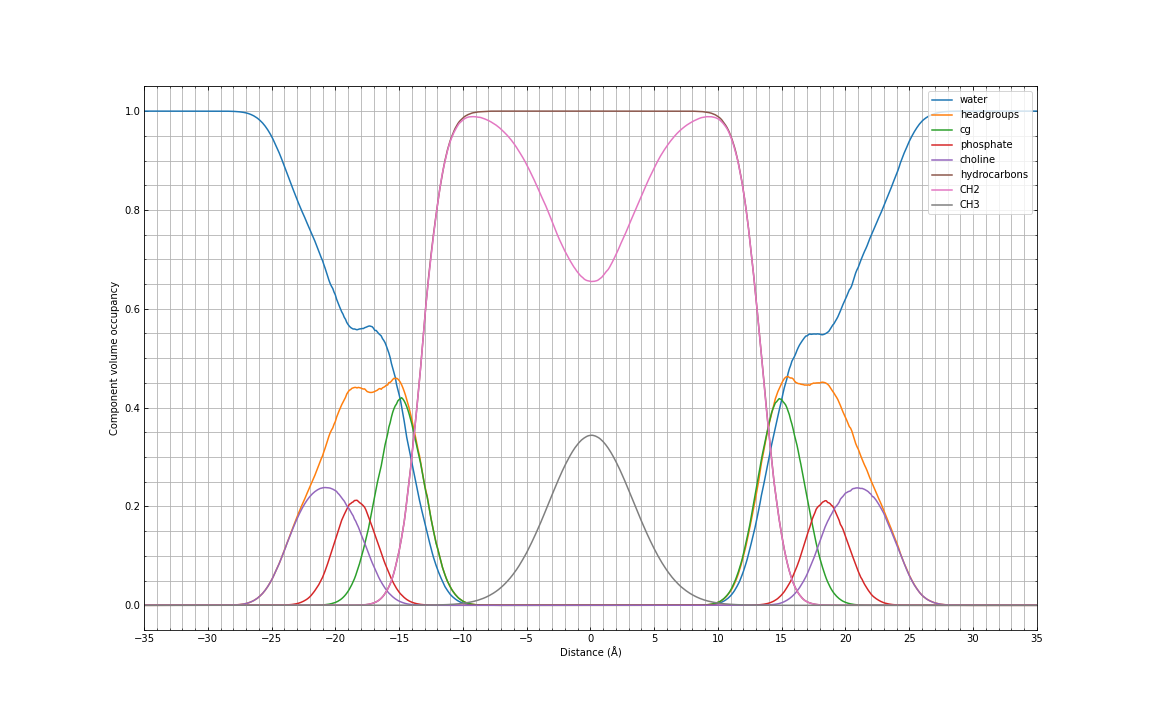 1.0
0.8
0.6
0.4
0.2
0.0
Component volume occupancy
water
headgroups
cg
phosphate
choline
hydrocarbons
CH2
CH3
−35 −30 −25 −20 −15 −10 −5 0 5 10 15 20 25 30 35
Distance (Å)